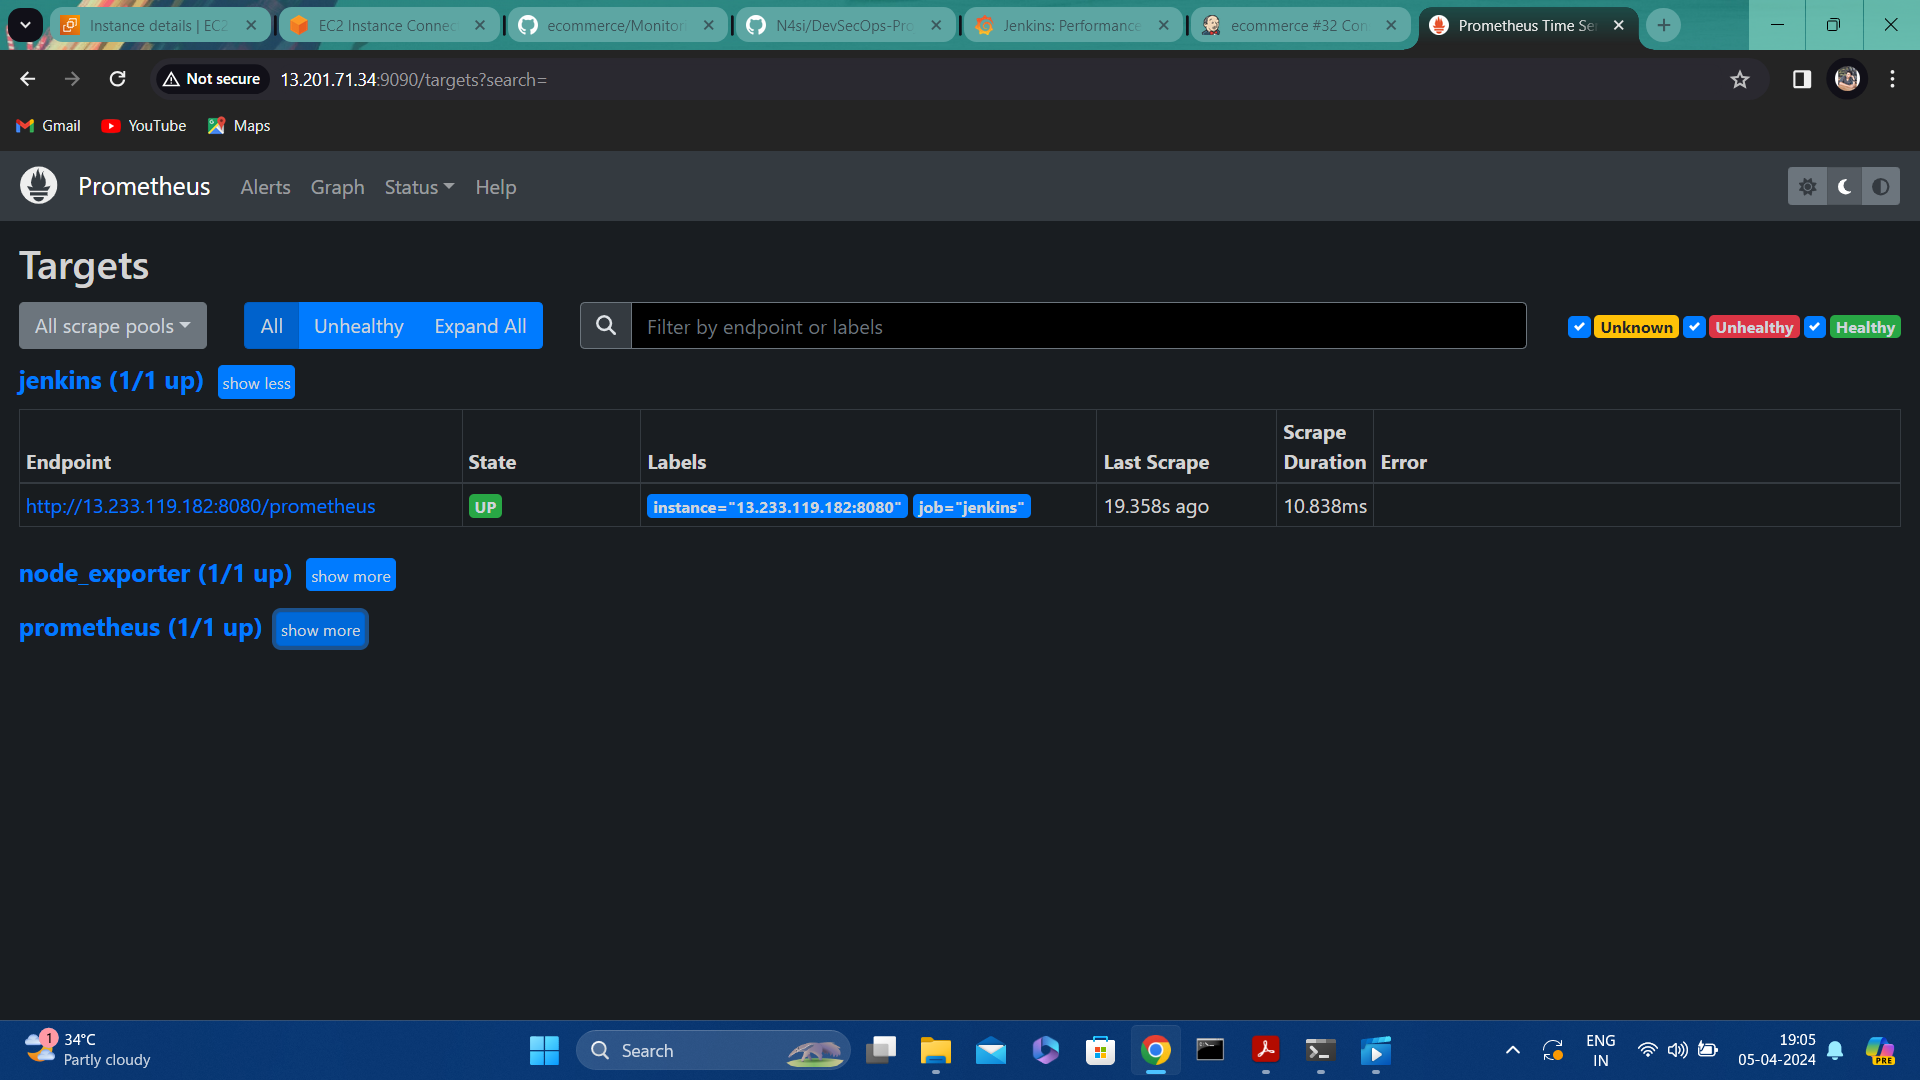 Instance details | EC2
EC2 Instance Connec
ecommerce/Monitor
N4si/DevSecOps-Pro
Jenkins: Performance
ecommerce #32 Con
Prometheus Time Se
Not secure
13.201.71.34:9090/targets?search=
Gmail
YouTube
Maps
Prometheus
Alerts
Graph
Status
Help
Targets
All scrape pools
All
Unhealthy
Expand All
Filter by endpoint or labels
Unknown
Unhealthy
Healthy
jenkins (1/1 up)
show less
Endpoint
State
Labels
Last Scrape
Scrape
Duration
Error
http://13.233.119.182:8080/prometheus
UP
instance="13.233.119.182:8080"
job="jenkins"
19.358s ago
10.838ms
node_exporter (1/1 up)
show more
prometheus (1/1 up)
show more
1
34°C
Partly cloudy
Search
ENG
IN
19:05
05-04-2024
PRE